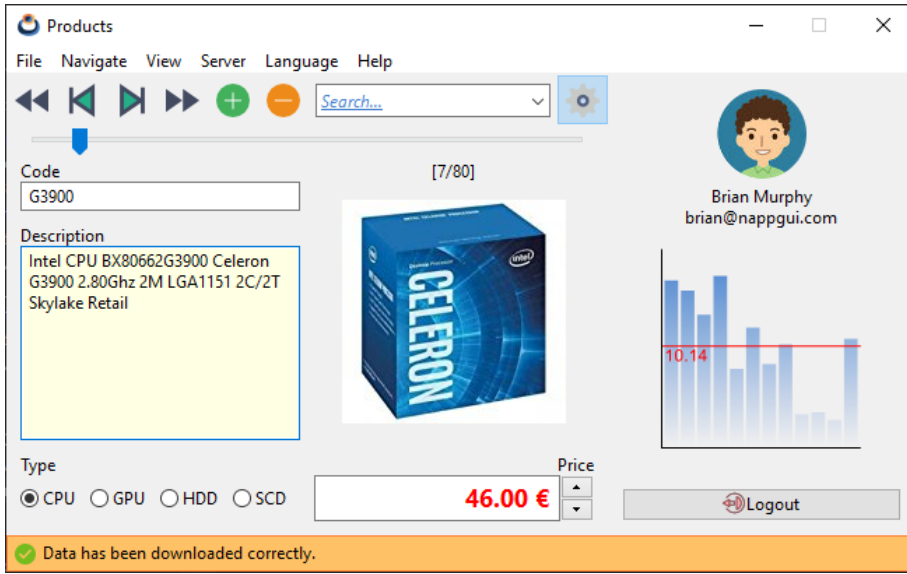 Products
File Navigate View Server Language Help
Search...
Code
[7/80]
G3900
Brian Murphy
brian@nappgui.com
Description
Intel CPU BX80662G3900 Celeron
G3900 2.80Ghz 2M LGA1151 2C/2T
Skylake Retail
intel
CELERON
10.14
Type
Price
CPU GPU HDD SCD
46.00 €
Logout
Data has been downloaded correctly.